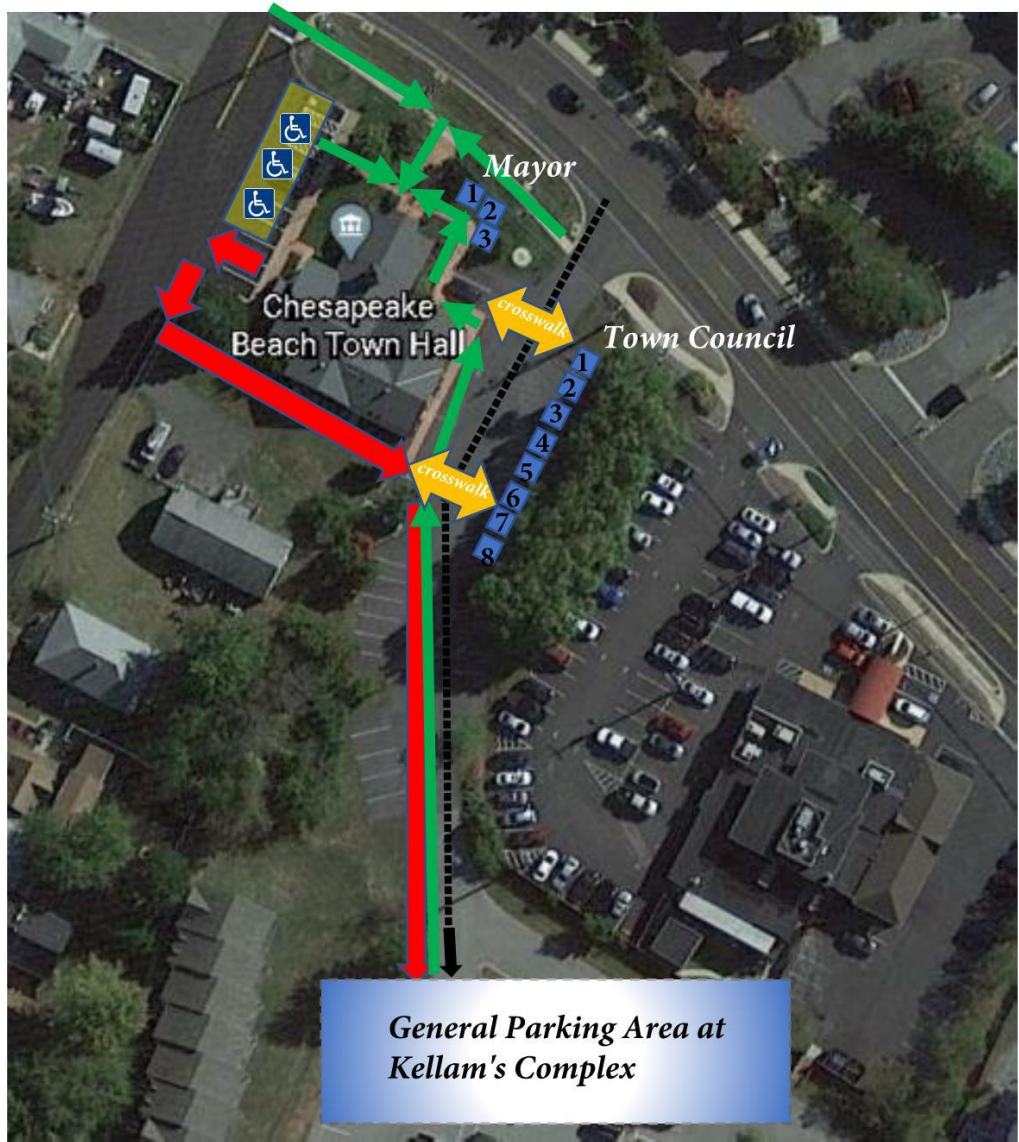 Mayor
1
2
3
Chesapeake
Beach Town Hall
crosswalk
Town Council
1
2
3
4
5
6
7
8
crosswalk
General Parking Area at
Kellam's Complex